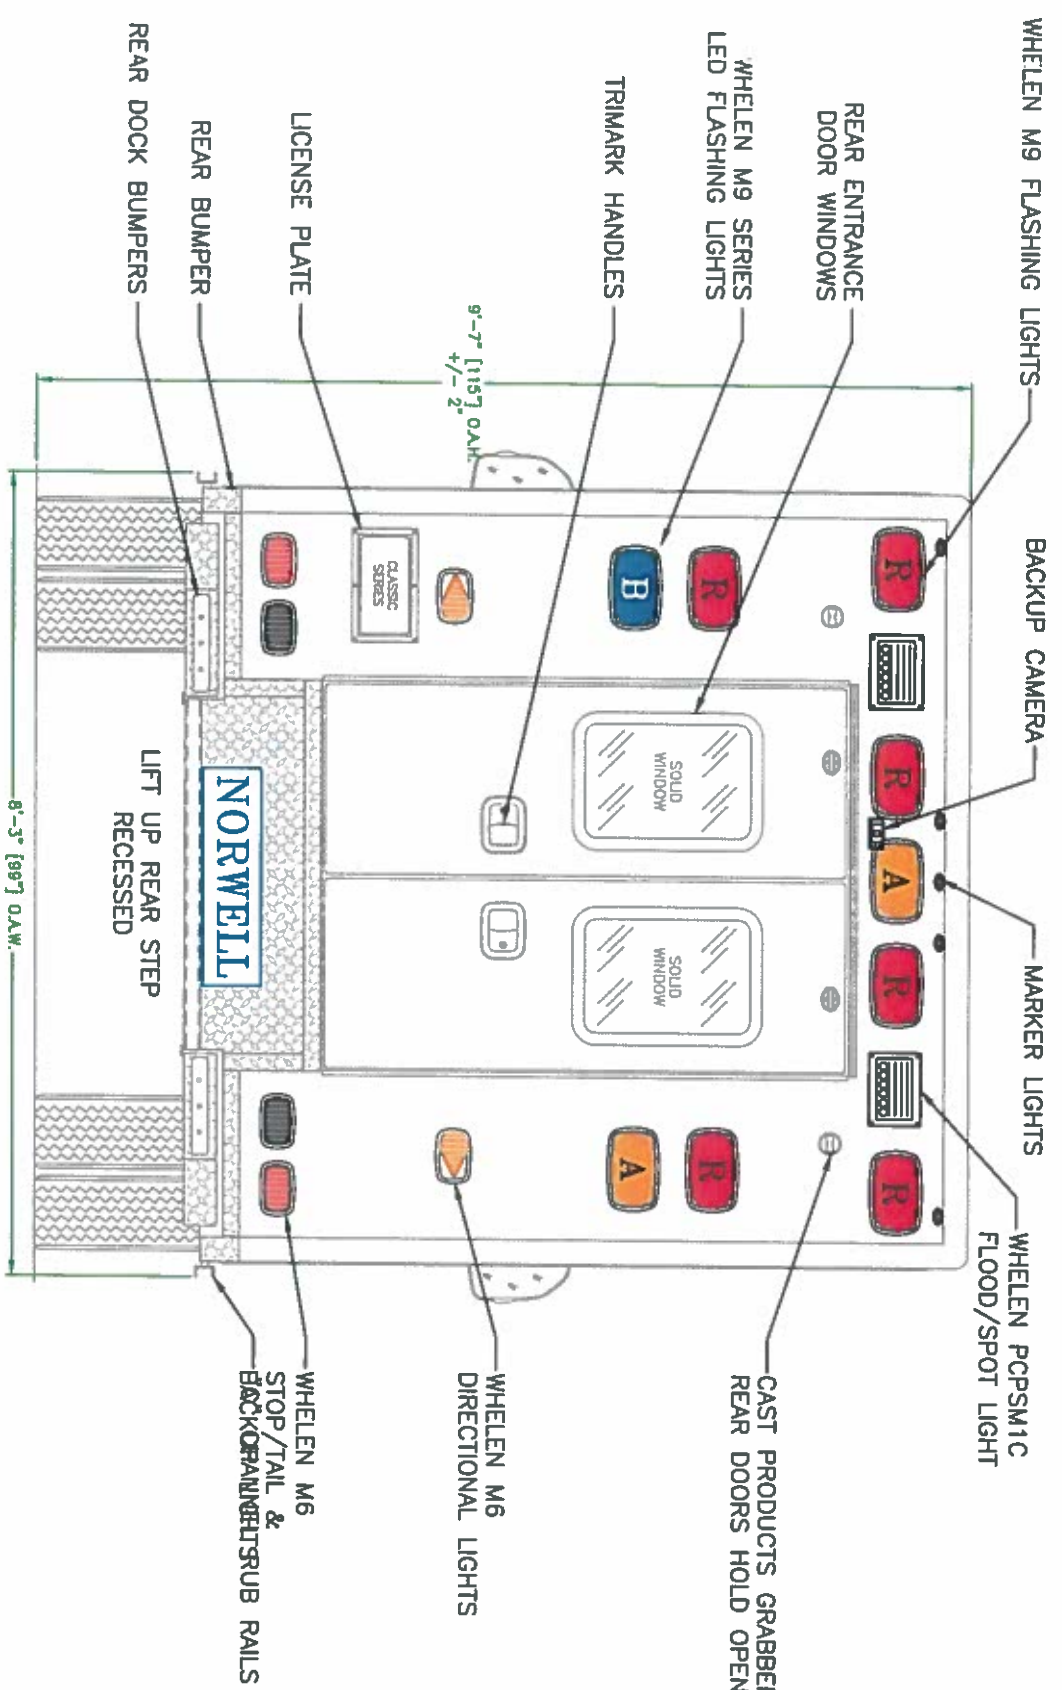 WHELEN M9 FLASHING LIGHTS
BACKUP CAMERA
MARKER LIGHTS
WHELEN PCPSM1C
FLOOD/SPOT LIGHT
REAR ENTRANCE
DOOR WINDOWS
WHELEN M9 SERIES
LED FLASHING LIGHTS
TRIMARK HANDLES
LICENSE PLATE
REAR BUMPER
REAR DOCK BUMPERS
9'-7" [115"] O.A.H.
+/- 2"
R
R
A
R
R
R
B
R
A
SOLID
WINDOW
SOLID
WINDOW
CLASSIC
SERIES
NORWELL
LIFT UP REAR STEP
RECESSED
8'-3" [99"] O.A.W.
CAST PRODUCTS GRABBER
REAR DOORS HOLD OPEN
WHELEN M6
DIRECTIONAL LIGHTS
WHELEN M6
STOP/TAIL &
RUB RAILS